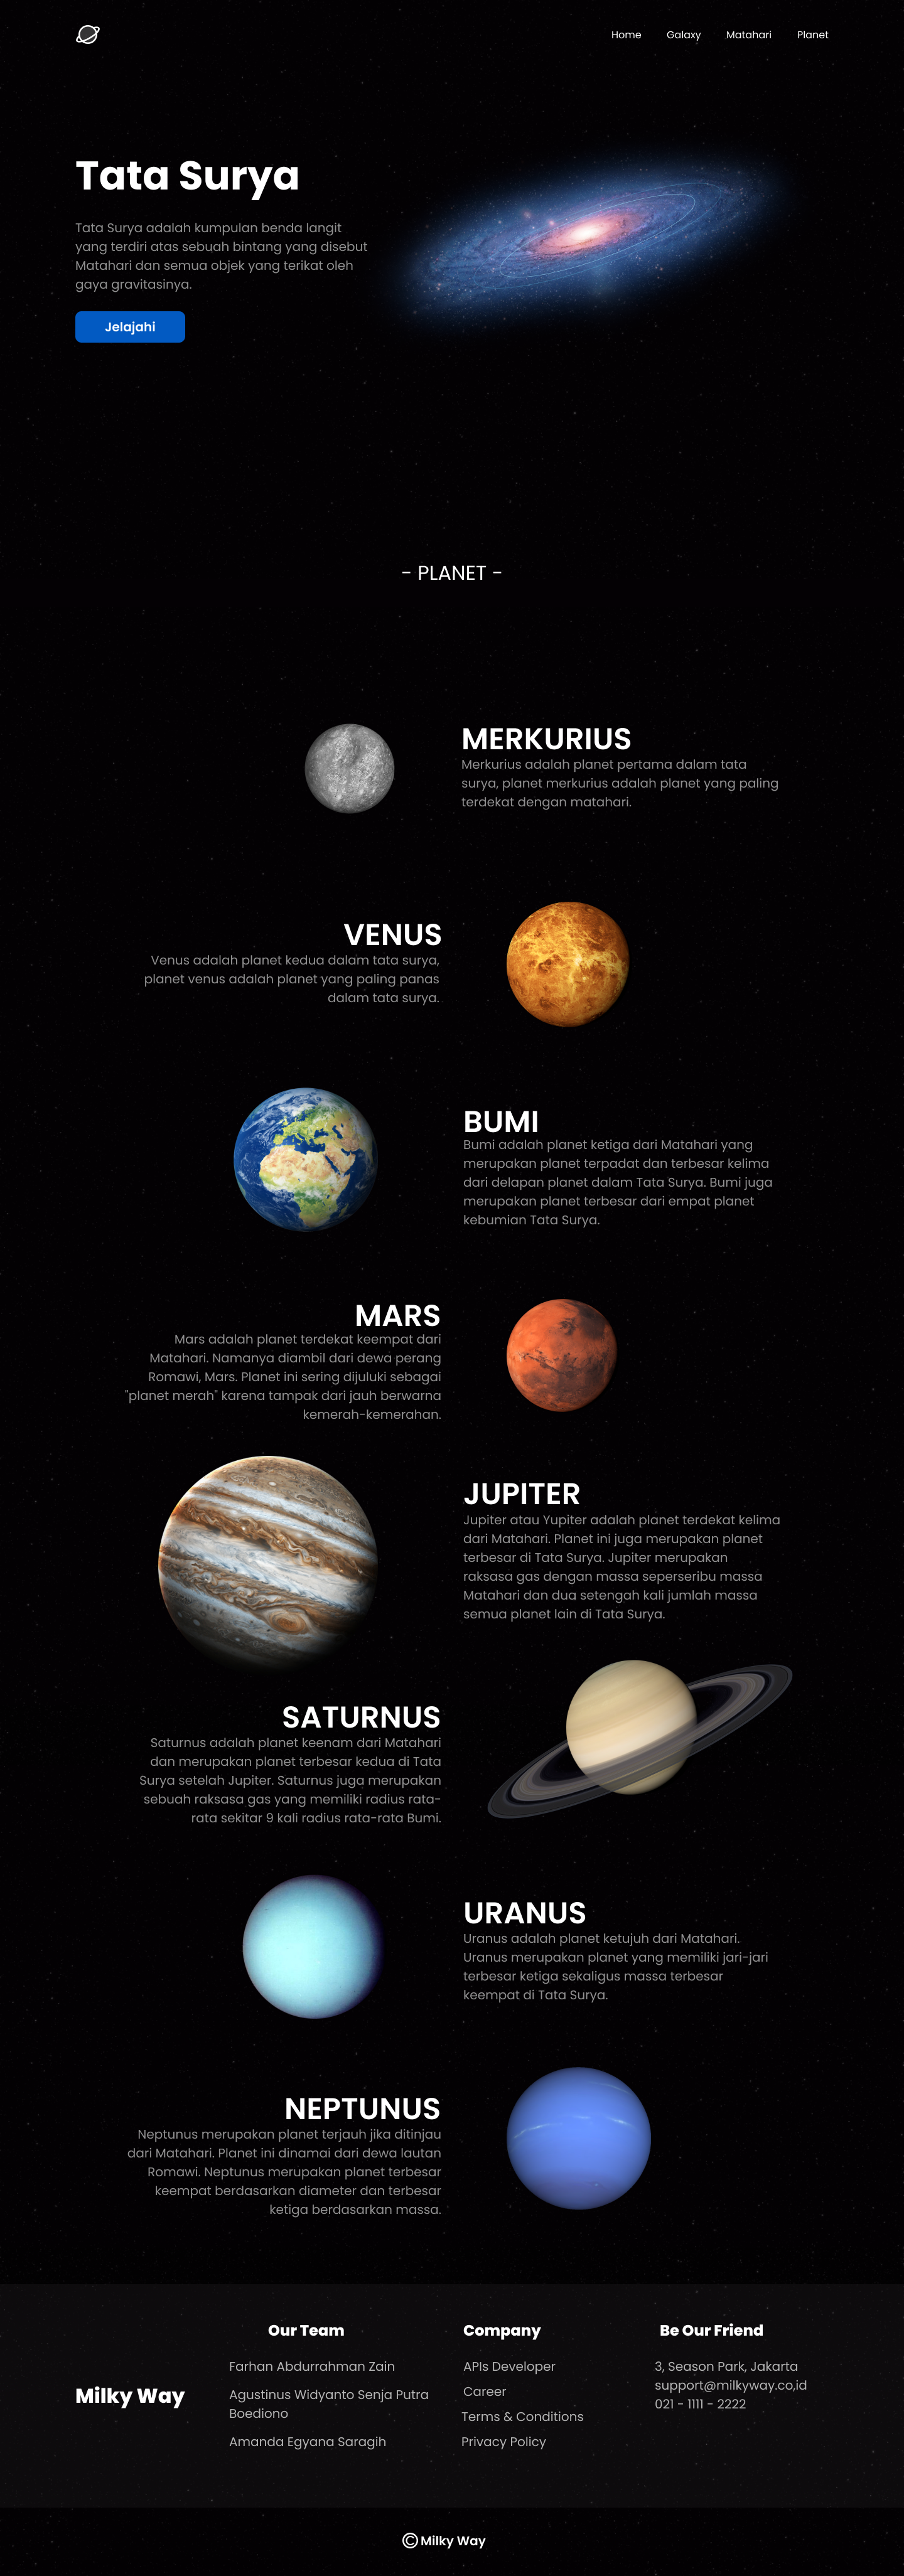 Home Galaxy Matahari Planet
Tata Surya
Tata Surya adalah kumpulan benda langit
yang terdiri atas sebuah bintang yang disebut
Matahari dan semua objek yang terikat oleh
gaya gravitasinya.
Jelajahi
- PLANET -
MERKURIUS
Merkurius adalah planet pertama dalam tata
surya, planet merkurius adalah planet yang paling
terdekat dengan matahari.
VENUS
Venus adalah planet kedua dalam tata surya,
planet venus adalah planet yang paling panas
dalam tata surya.
BUMI
Bumi adalah planet ketiga dari Matahari yang
merupakan planet terpadat dan terbesar kelima
dari delapan planet dalam Tata Surya. Bumi juga
merupakan planet terbesar dari empat planet
kebumian Tata Surya.
MARS
Mars adalah planet terdekat keempat dari
Matahari. Namanya diambil dari dewa perang
Romawi, Mars. Planet ini sering dijuluki sebagai
"planet merah" karena tampak dari jauh berwarna
kemerah-kemerahan.
JUPITER
Jupiter atau Yupiter adalah planet terdekat kelima
dari Matahari. Planet ini juga merupakan planet
terbesar di Tata Surya. Jupiter merupakan
raksasa gas dengan massa seperseribu massa
Matahari dan dua setengah kali jumlah massa
semua planet lain di Tata Surya.
SATURNUS
Saturnus adalah planet keenam dari Matahari
dan merupakan planet terbesar kedua di Tata
Surya setelah Jupiter. Saturnus juga merupakan
sebuah raksasa gas yang memiliki radius rata-
rata sekitar 9 kali radius rata-rata Bumi.
URANUS
Uranus adalah planet ketujuh dari Matahari.
Uranus merupakan planet yang memiliki jari-jari
terbesar ketiga sekaligus massa terbesar
keempat di Tata Surya.
NEPTUNUS
Neptunus merupakan planet terjauh jika ditinjau
dari Matahari. Planet ini dinamai dari dewa lautan
Romawi. Neptunus merupakan planet terbesar
keempat berdasarkan diameter dan terbesar
ketiga berdasarkan massa.
Milky Way
Our Team
Farhan Abdurrahman Zain
Agustinus Widyanto Senja Putra
Boediono
Amanda Egyana Saragih
Company
APIs Developer
Career
Terms & Conditions
Privacy Policy
Be Our Friend
3, Season Park, Jakarta
support@milkyway.co,id
021 - 1111 - 2222
© Milky Way